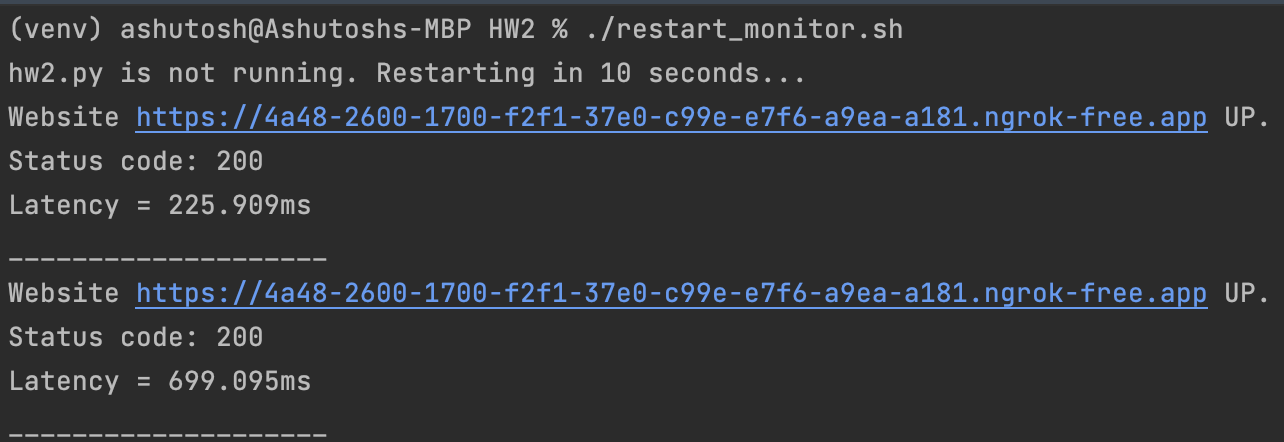 (venv) ashutosh@Ashutoshs-MBP HW2 % ./restart_monitor.sh
hw2.py is not running. Restarting in 10 seconds...
Website https://4a48-2600-1700-f2f1-37e0-c99e-e7f6-a9ea-a181.ngrok-free.app UP.
Status code: 200
Latency = 225.909ms
____________________
Website https://4a48-2600-1700-f2f1-37e0-c99e-e7f6-a9ea-a181.ngrok-free.app UP.
Status code: 200
Latency = 699.095ms
____________________